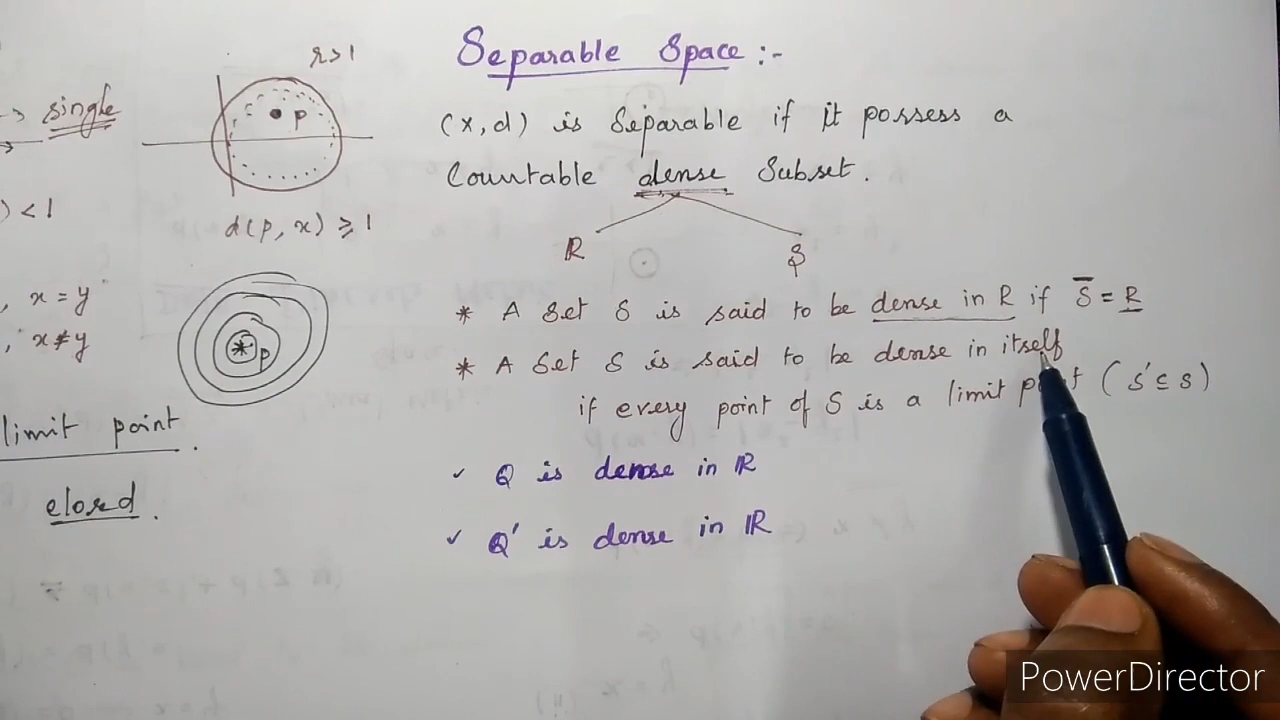 Separable Space :-
(x, d) is Separable if it possess a
Countable dense Subset.
R S
* A Set S is said to be dense in R if S̅ = R
* A Set S is said to be dense in itself
if every point of S is a limit point ( S' ⊆ S )
✓ Q is dense in R
✓ Q' is dense in R
r > 1
→ single
p
) < 1
d(p, x) ≥ 1
, x = y
, x ≠ y
* p
limit point.
closed.
PowerDirector